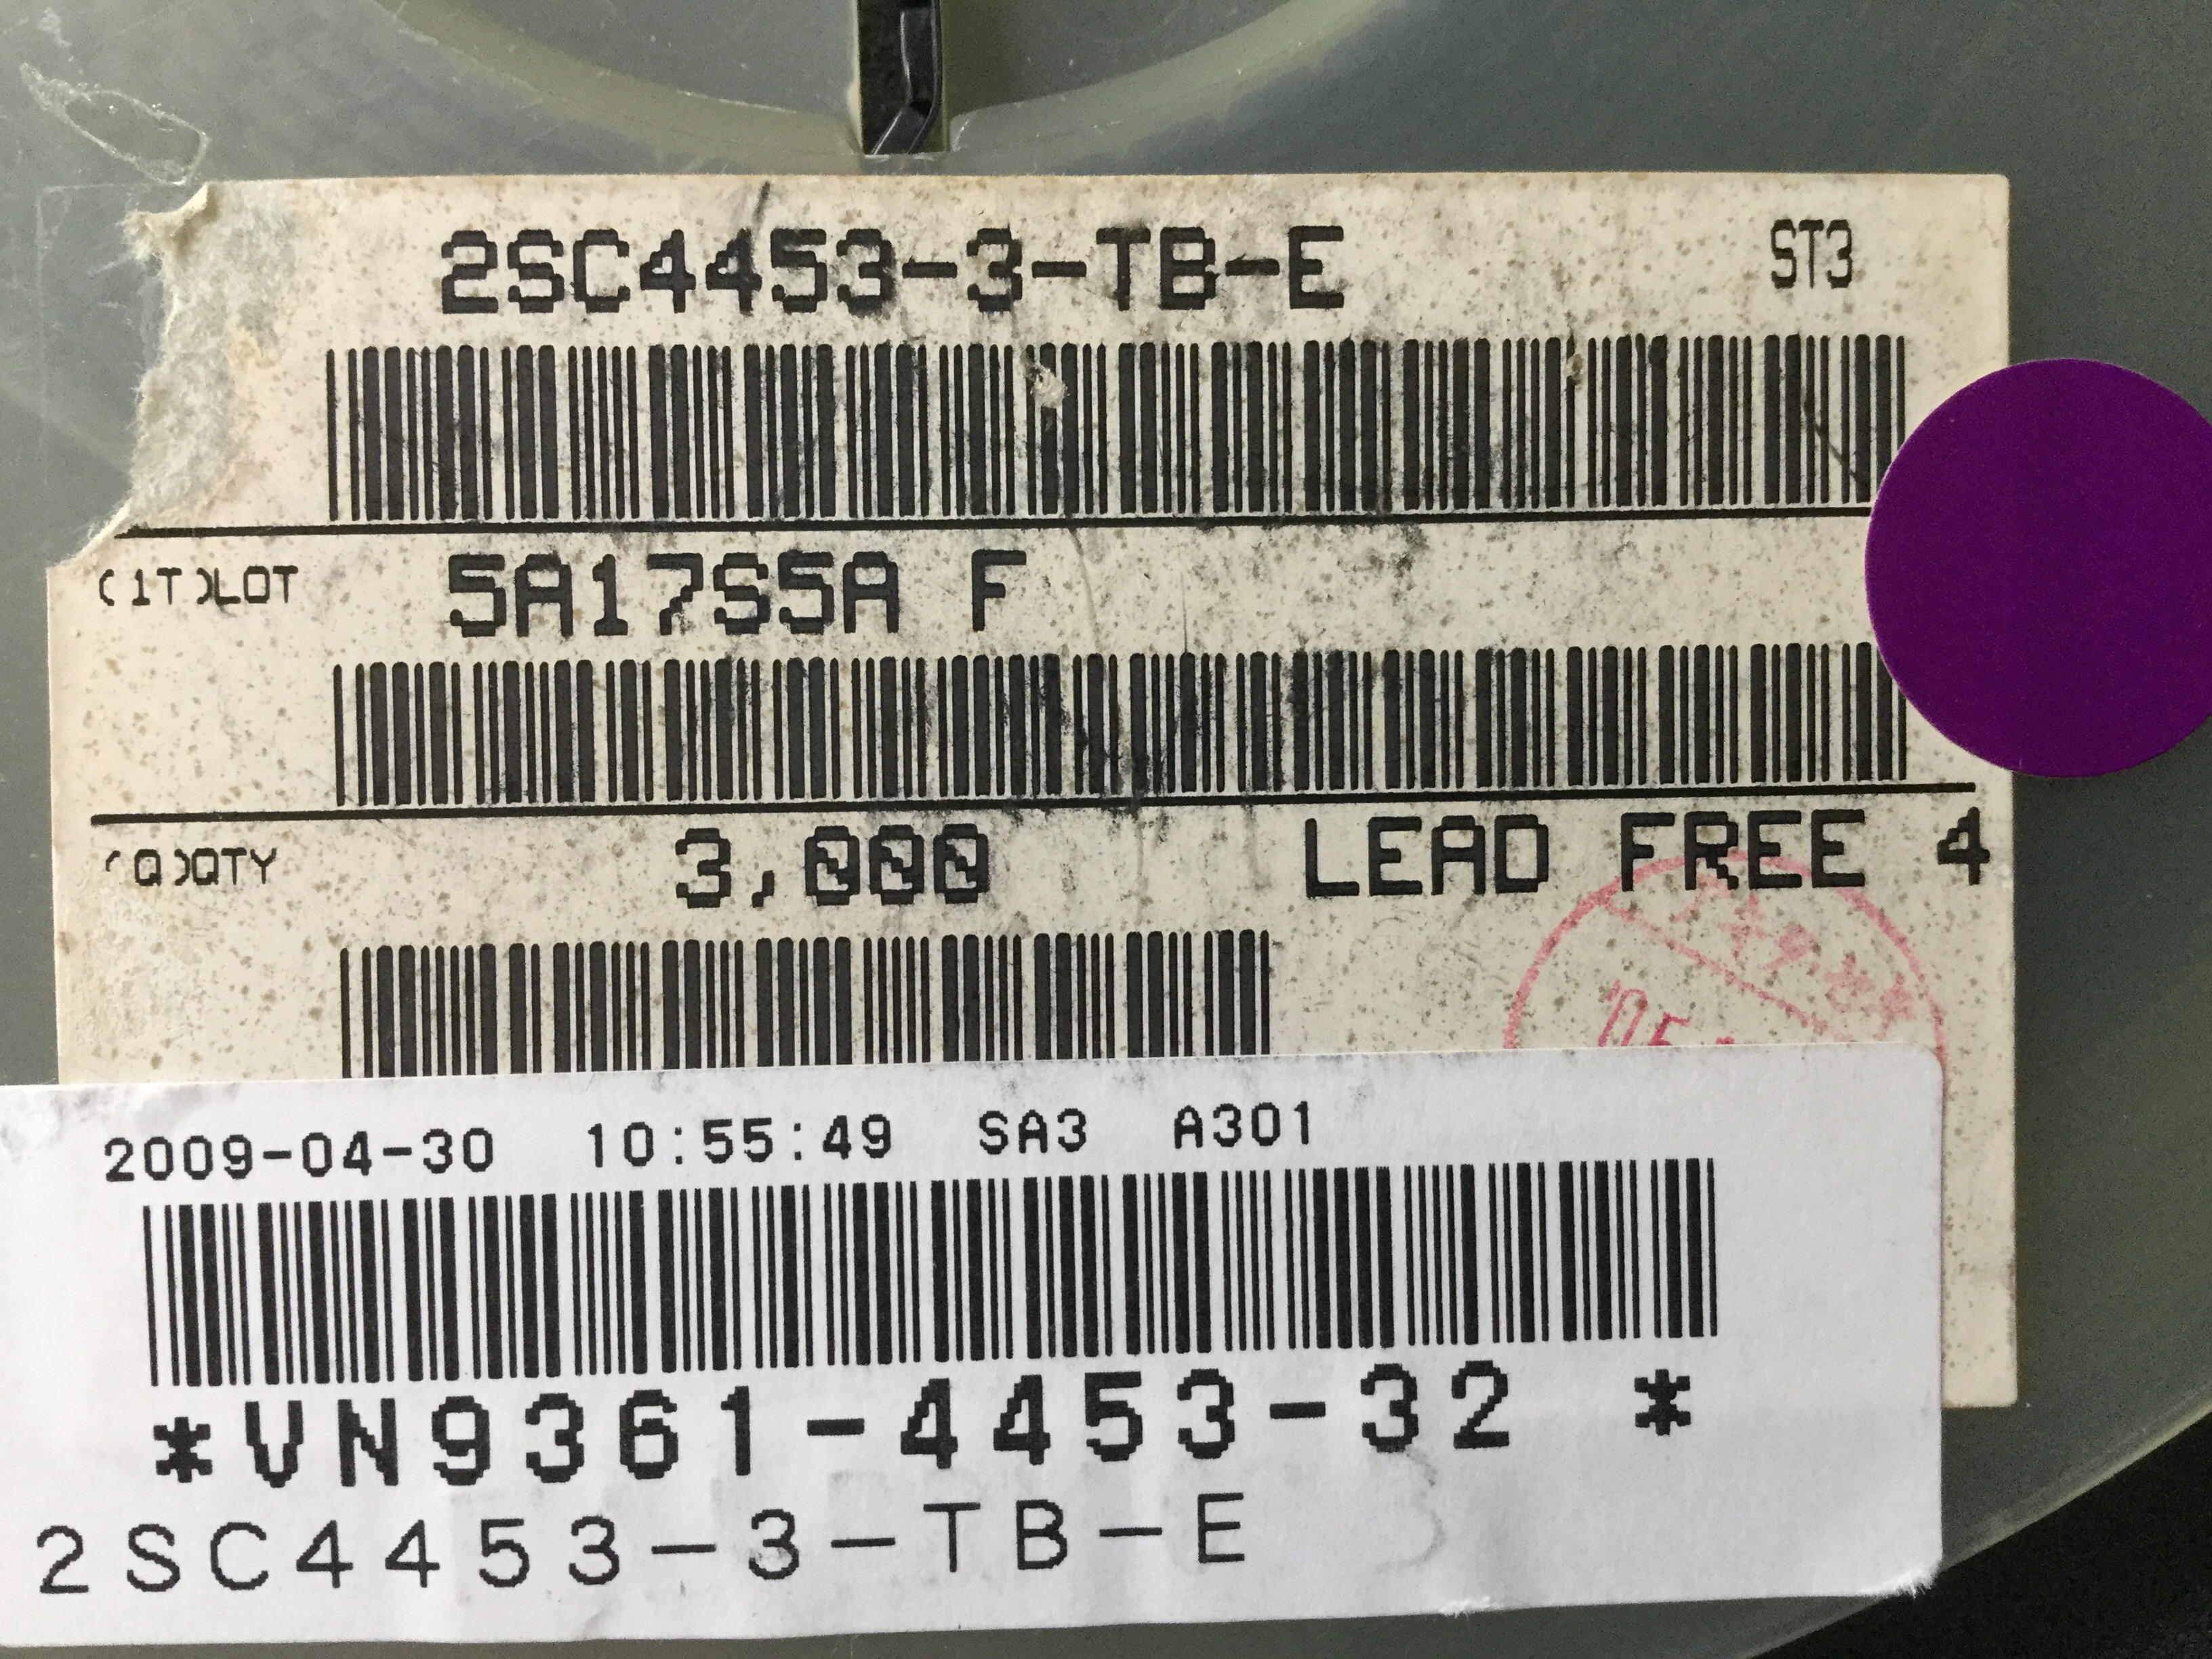 2SC4453-3-TB-E ST3
(1T)LOT 5A17S5A F
(Q)QTY 3,000 LEAD FREE 4
2009-04-30 10:55:49 SA3 A301
*VN9361-4453-32 *
2SC4453-3-TB-E